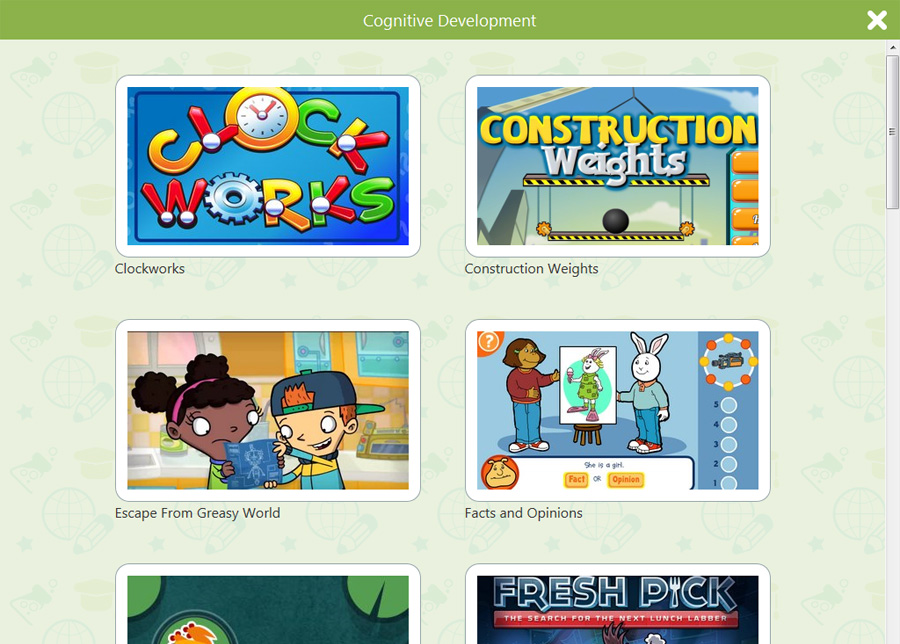 Cognitive Development
CLOCK
WORKS
CONSTRUCTION
Weights
Clockworks
Construction Weights
?
5
4
3
2
1
She is a girl.
Fact OR Opinion
Escape From Greasy World
Facts and Opinions
FRESH PICK
THE SEARCH FOR THE NEXT LUNCH LABBER